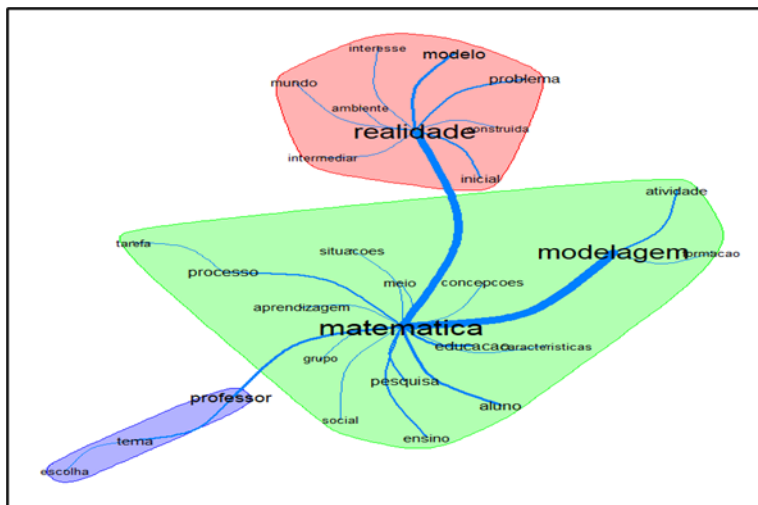 interesse
modelo
mundo
problema
ambiente
realidade
construida
intermediar
inicial
atividade
tarefa
situacoes
modelagem
processo
meio
concepcoes
aprendizagem
matematica
educacao
caracteristicas
grupo
pesquisa
professor
aluno
social
tema
ensino
escolha